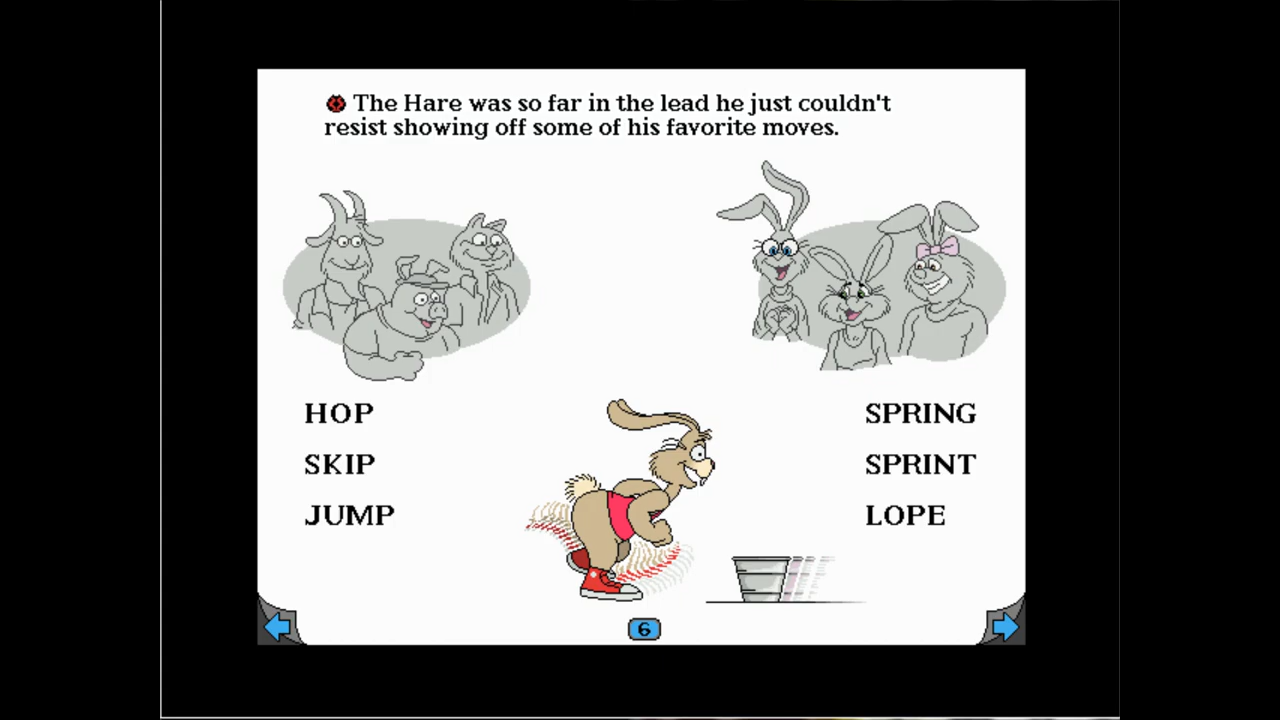 The Hare was so far in the lead he just couldn't
resist showing off some of his favorite moves.
HOP
SKIP
JUMP
SPRING
SPRINT
LOPE
6